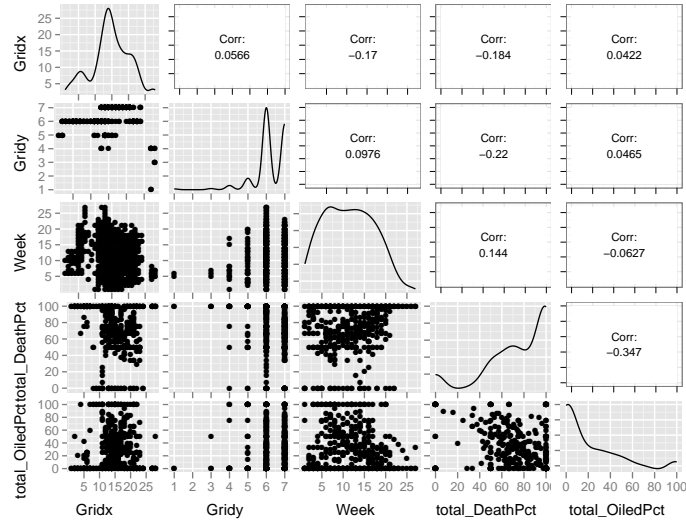 Gridx
25
20
15
10
5
Corr:
0.0566
Corr:
−0.17
Corr:
−0.184
Corr:
0.0422
Gridy
7
6
5
4
3
2
1
Corr:
0.0976
Corr:
−0.22
Corr:
0.0465
Week
25
20
15
10
5
Corr:
0.144
Corr:
−0.0627
total_DeathPct
100
80
60
40
20
0
Corr:
−0.347
total_OiledPct
100
80
60
40
20
0
5 10 15 20 25
1 2 3 4 5 6 7
5 10 15 20 25
0 20 40 60 80 100
0 20 40 60 80 100
Gridx Gridy Week total_DeathPct total_OiledPct